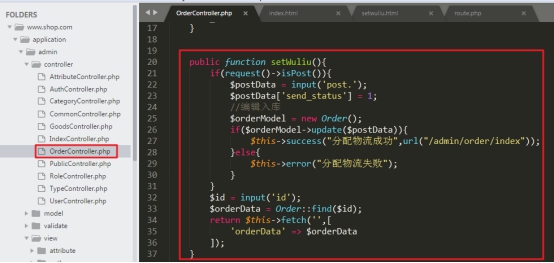 FOLDERS
www.shop.com
application
admin
controller
AttributeController.php
AuthController.php
CategoryController.php
CommonController.php
GoodsController.php
IndexController.php
OrderController.php
PublicController.php
RoleController.php
TypeController.php
UserController.php
model
validate
view
attribute
OrderController.php
index.html
setwuliu.html
route.php
17 }
18
19
20 public function setWuliu(){
21 if(request()->isPost()){
22 $postData = input('post.');
23 $postData['send_status'] = 1;
24 //编辑入库
25 $orderModel = new Order();
26 if($orderModel->update($postData)){
27 $this->success("分配物流成功",url("/admin/order/index"));
28 }else{
29 $this->error("分配物流失败");
30 }
31 }
32 $id = input('id');
33 $orderData = Order::find($id);
34 return $this->fetch('',[
35 'orderData' => $orderData
36 ]);
37 }